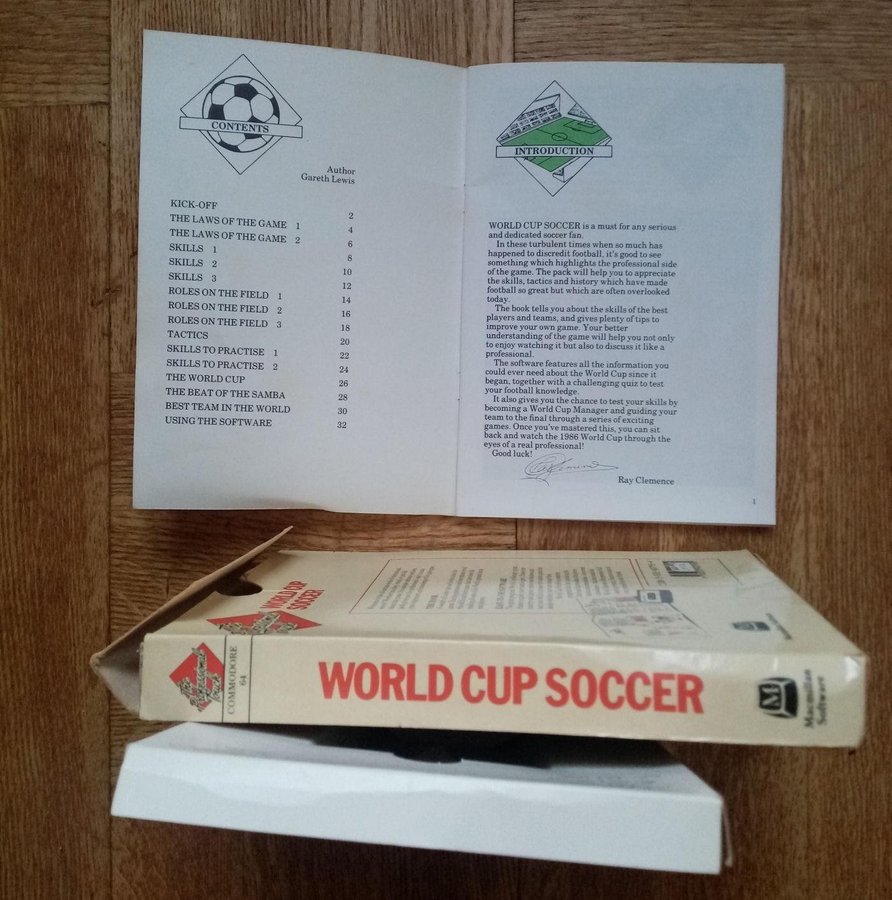 CONTENTS
Author
Gareth Lewis
KICK-OFF 2
THE LAWS OF THE GAME 1 4
THE LAWS OF THE GAME 2 6
SKILLS 1 8
SKILLS 2 10
SKILLS 3 12
ROLES ON THE FIELD 1 14
ROLES ON THE FIELD 2 16
ROLES ON THE FIELD 3 18
TACTICS 20
SKILLS TO PRACTISE 1 22
SKILLS TO PRACTISE 2 24
THE WORLD CUP 26
THE BEAT OF THE SAMBA 28
BEST TEAM IN THE WORLD 30
USING THE SOFTWARE 32
INTRODUCTION
WORLD CUP SOCCER is a must for any serious
and dedicated soccer fan.
In these turbulent times when so much has
happened to discredit football, it's good to see
something which highlights the professional side
of the game. The pack will help you to appreciate
the skills, tactics and history which have made
football so great but which are often overlooked
today.
The book tells you about the skills of the best
players and teams, and gives plenty of tips to
improve your own game. Your better
understanding of the game will help you not only
to enjoy watching it but also to discuss it like a
professional.
The software features all the information you
could ever need about the World Cup since it
began, together with a challenging quiz to test
your football knowledge.
It also gives you the chance to test your skills by
becoming a World Cup Manager and guiding your
team to the final through a series of exciting
games. Once you've mastered this, you can sit
back and watch the 1986 World Cup through the
eyes of a real professional!
Good luck!
Ray Clemence
1
WORLD CUP
SOCCER
The
Professional
Touch
COMMODORE
64
WORLD CUP SOCCER
M
Macmillan
Software